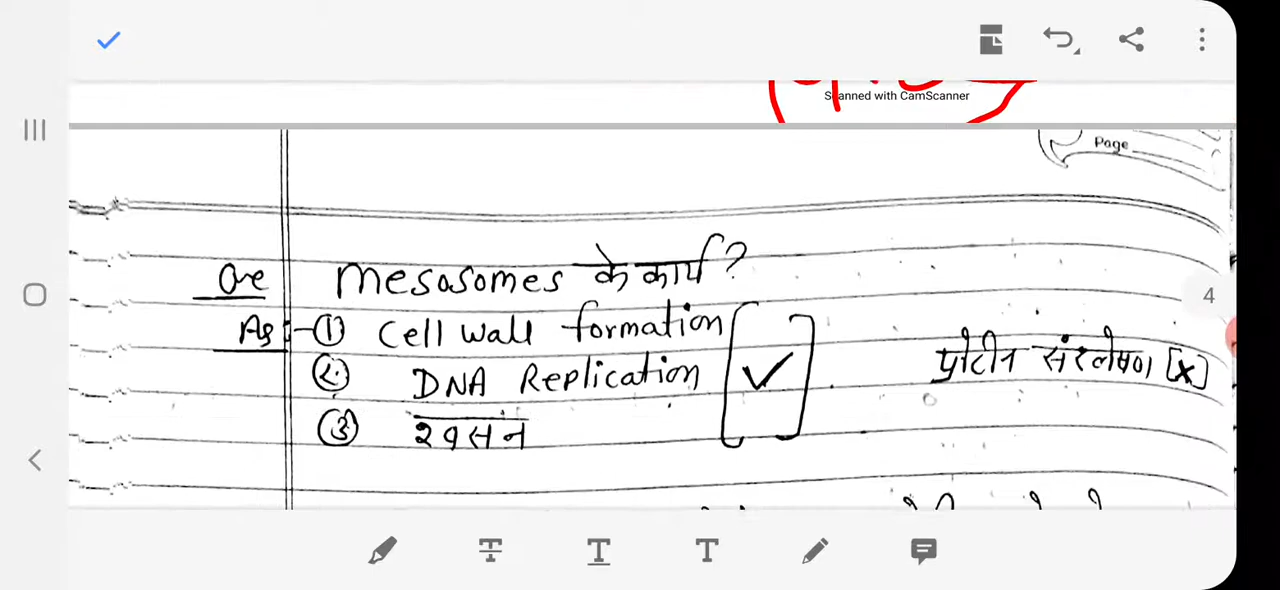 Scanned with CamScanner
Page
4
Que Mesosomes के कार्य ?
As :- ① Cell wall formation
② DNA Replication [✓] प्रोटीन संश्लेषण [x]
③ श्वसन